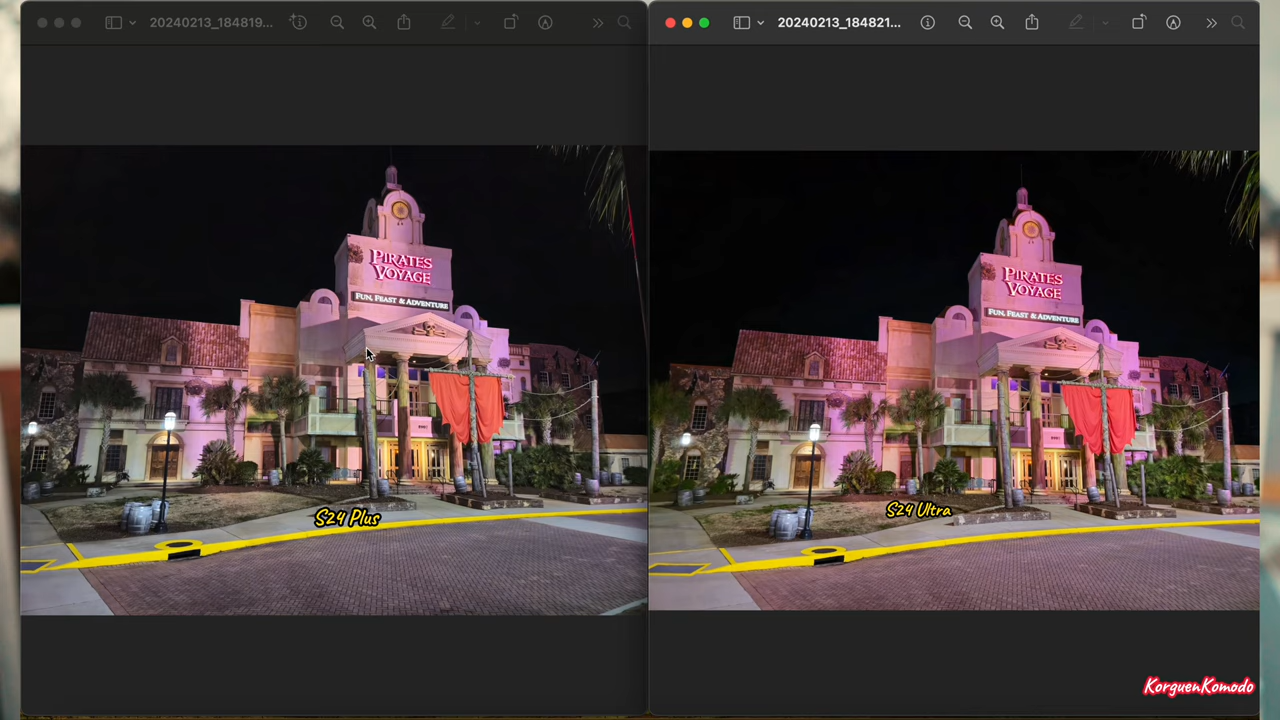 20240213_184819...
20240213_184821...
PIRATES
VOYAGE
FUN, FEAST & ADVENTURE
S24 Plus
PIRATES
VOYAGE
FUN, FEAST & ADVENTURE
S24 Ultra
KorguenKomodo